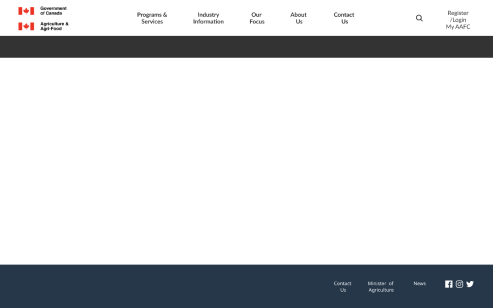 Government
of Canada
Agriculture &
Agri-Food
Programs &
Services
Industry
Information
Our
Focus
About
Us
Contact
Us
Register
/Login
My AAFC
Contact
Us
Minister of
Agriculture
News